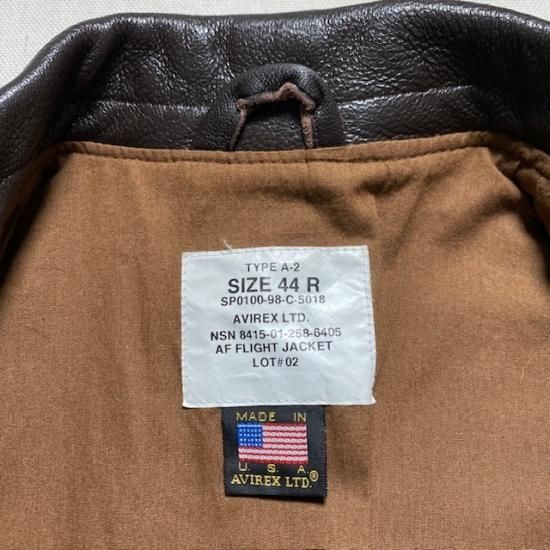 TYPE A-2
SIZE 44 R
SP0100-98-C-5018
AVIREX LTD.
NSN 8415-01-258-6405
AF FLIGHT JACKET
LOT#02
MADE IN
U. S. A.
AVIREX LTD.®